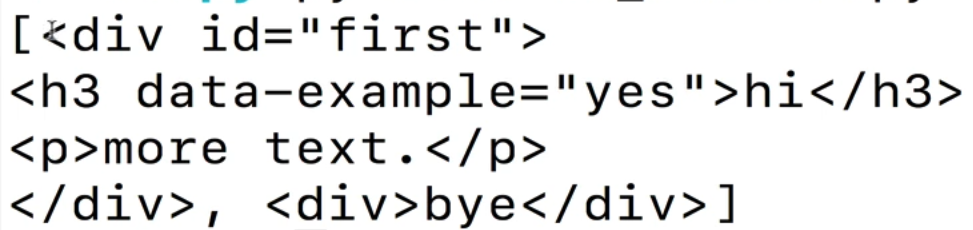 [<div id="first">
<h3 data-example="yes">hi</h3>
<p>more text.</p>
</div>, <div>bye</div>]